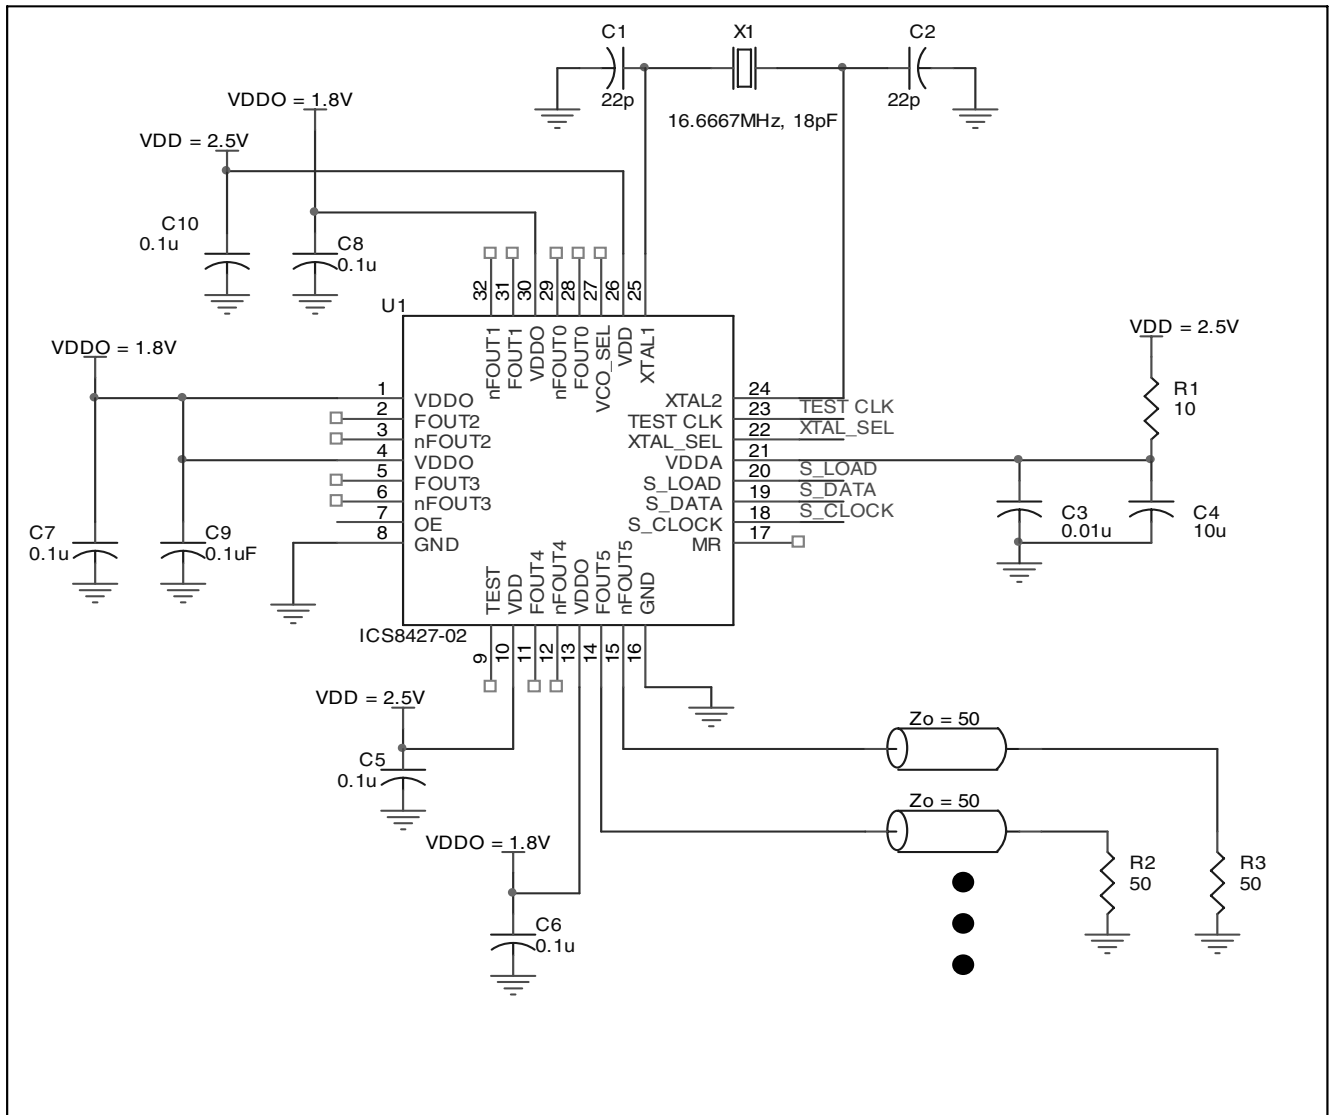 C1
X1
C2
22p
22p
16.6667MHz, 18pF
VDDO = 1.8V
VDD = 2.5V
C10
0.1u
C8
0.1u
32
31
30
29
28
27
26
25
U1
nFOUT1
FOUT1
VDDO
nFOUT0
FOUT0
VCO_SEL
VDD
XTAL1
VDDO = 1.8V
VDD = 2.5V
R1
10
1
2
3
4
5
6
7
8
VDDO
FOUT2
nFOUT2
VDDO
FOUT3
nFOUT3
OE
GND
XTAL2
TEST CLK
XTAL_SEL
VDDA
S_LOAD
S_DATA
S_CLOCK
MR
24
23
22
21
20
19
18
17
TEST CLK
XTAL_SEL
S_LOAD
S_DATA
S_CLOCK
C7
0.1u
C9
0.1uF
C3
0.01u
C4
10u
TEST
VDD
FOUT4
nFOUT4
VDDO
FOUT5
nFOUT5
GND
ICS8427-02
9
10
11
12
13
14
15
16
VDD = 2.5V
C5
0.1u
Zo = 50
Zo = 50
VDDO = 1.8V
R2
50
R3
50
C6
0.1u